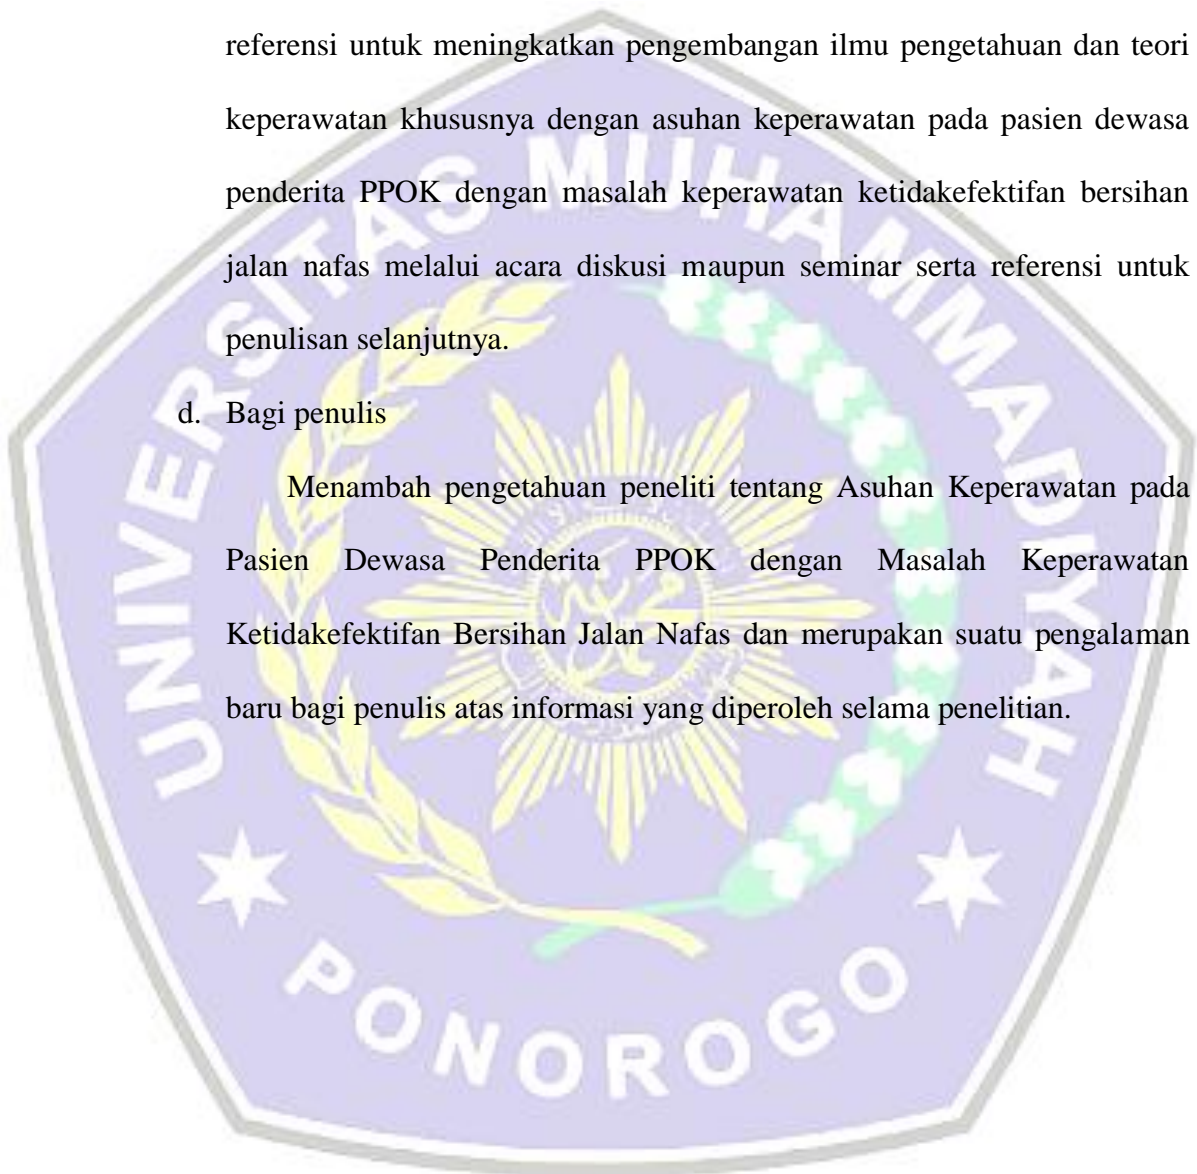 referensi untuk meningkatkan pengembangan ilmu pengetahuan dan teori
keperawatan khususnya dengan asuhan keperawatan pada pasien dewasa
penderita PPOK dengan masalah keperawatan ketidakefektifan bersihan
jalan nafas melalui acara diskusi maupun seminar serta referensi untuk
penulisan selanjutnya.
d. Bagi penulis
Menambah pengetahuan peneliti tentang Asuhan Keperawatan pada
Pasien Dewasa Penderita PPOK dengan Masalah Keperawatan
Ketidakefektifan Bersihan Jalan Nafas dan merupakan suatu pengalaman
baru bagi penulis atas informasi yang diperoleh selama penelitian.
UNIVERSITAS MUHAMMADIYAH
PONOROGO